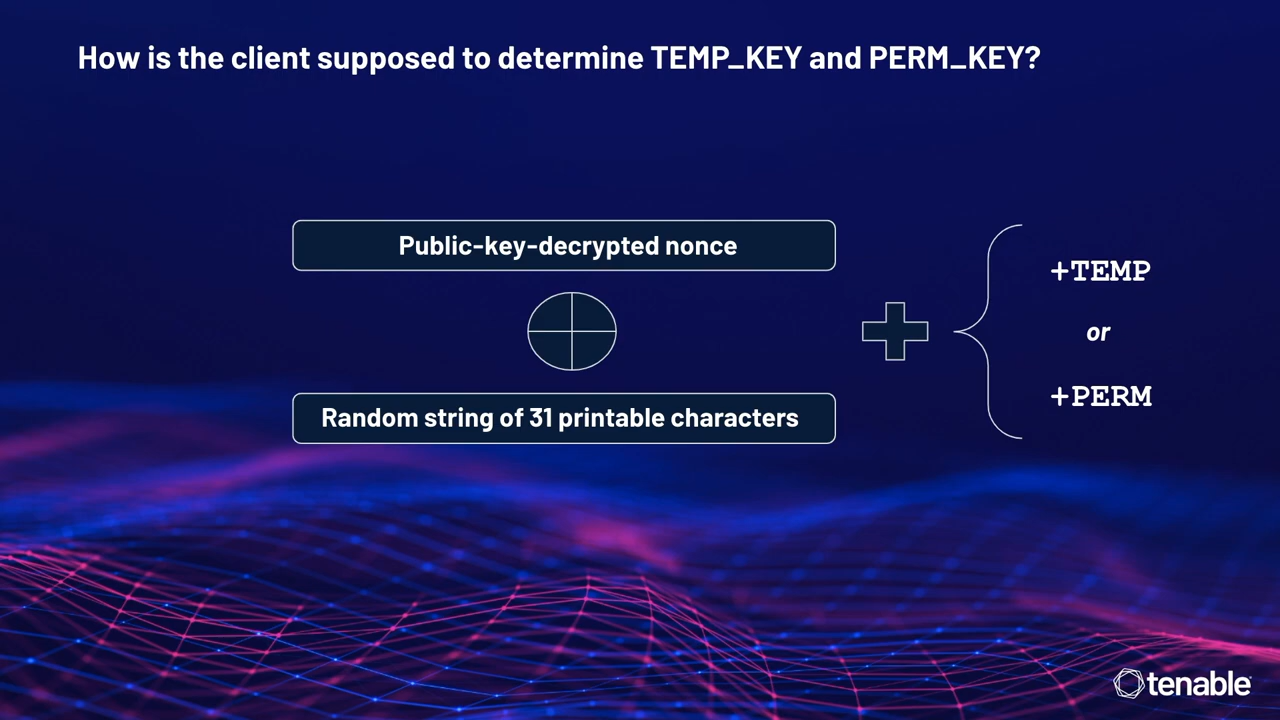 How is the client supposed to determine TEMP_KEY and PERM_KEY?
Public-key-decrypted nonce
Random string of 31 printable characters
+TEMP
or
+PERM
tenable